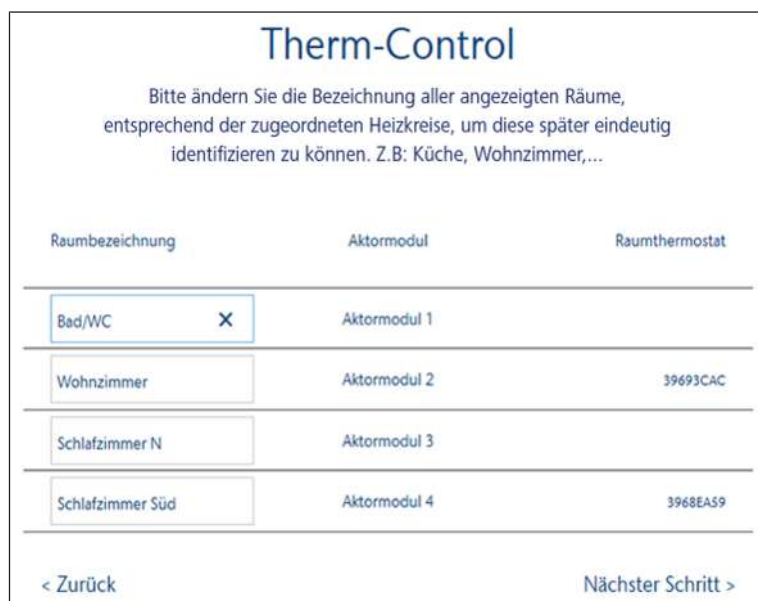 Therm-Control
Bitte ändern Sie die Bezeichnung aller angezeigten Räume,
entsprechend der zugeordneten Heizkreise, um diese später eindeutig
identifizieren zu können. Z.B: Küche, Wohnzimmer,...
Raumbezeichnung Aktormodul Raumthermostat
Bad/WC X Aktormodul 1
Wohnzimmer Aktormodul 2 39693CAC
Schlafzimmer N Aktormodul 3
Schlafzimmer Süd Aktormodul 4 3968EA59
< Zurück Nächster Schritt >